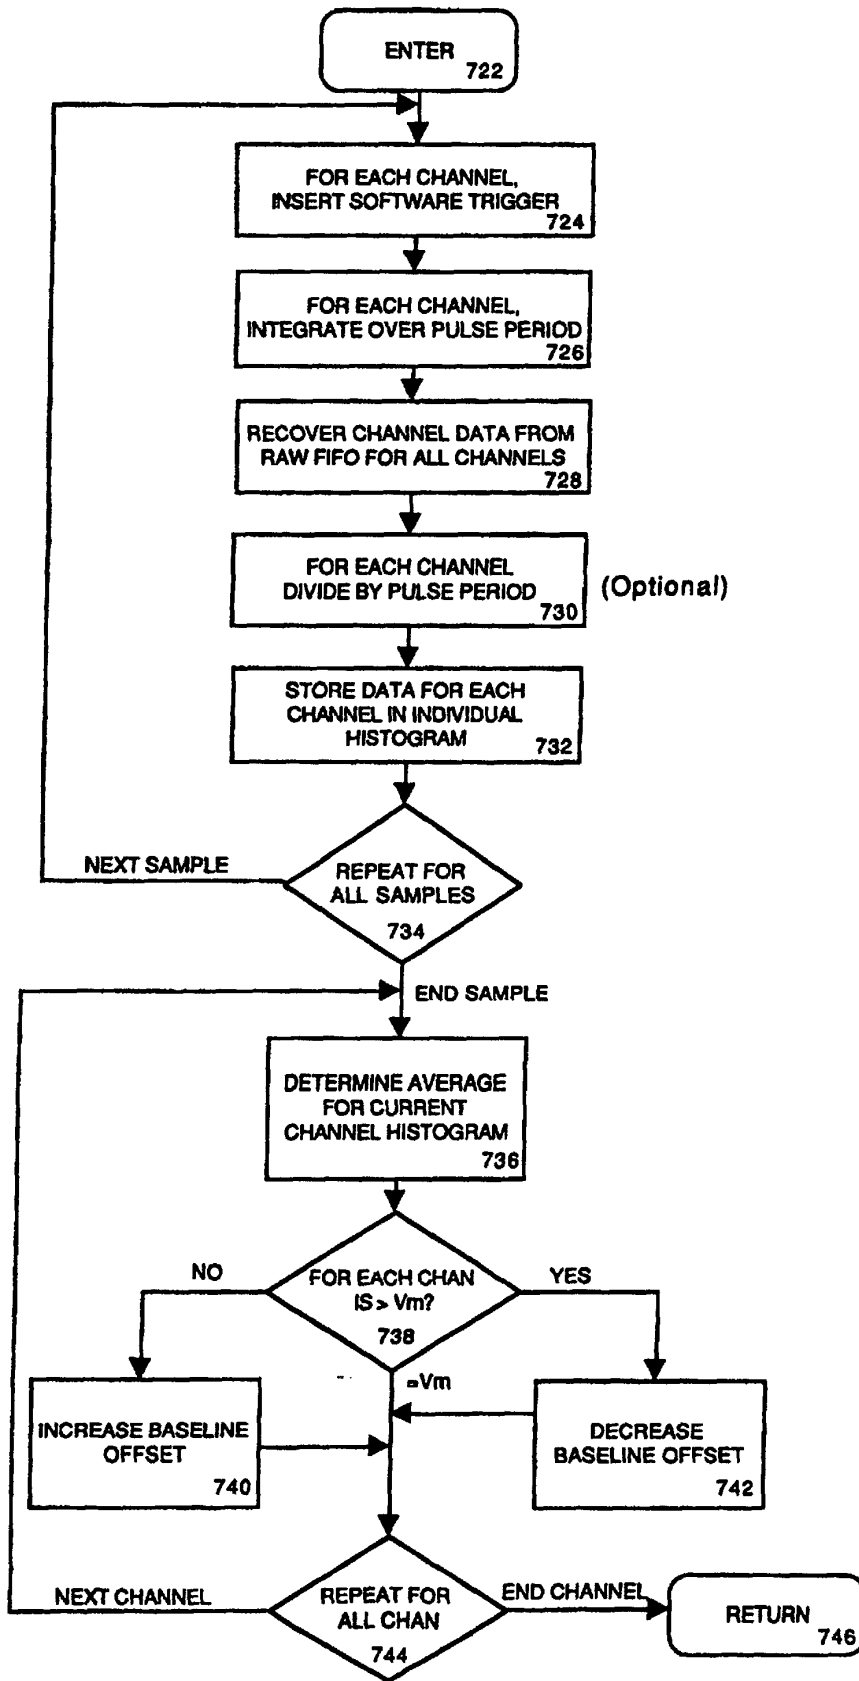 ENTER
722
FOR EACH CHANNEL,
INSERT SOFTWARE TRIGGER
724
FOR EACH CHANNEL,
INTEGRATE OVER PULSE PERIOD
726
RECOVER CHANNEL DATA FROM
RAW FIFO FOR ALL CHANNELS
728
FOR EACH CHANNEL
DIVIDE BY PULSE PERIOD
730
(Optional)
STORE DATA FOR EACH
CHANNEL IN INDIVIDUAL
HISTOGRAM
732
NEXT SAMPLE
REPEAT FOR
ALL SAMPLES
734
END SAMPLE
DETERMINE AVERAGE
FOR CURRENT
CHANNEL HISTOGRAM
736
NO
FOR EACH CHAN
IS > Vm?
738
YES
=Vm
INCREASE BASELINE
OFFSET
740
DECREASE
BASELINE OFFSET
742
NEXT CHANNEL
REPEAT FOR
ALL CHAN
744
END CHANNEL
RETURN
746